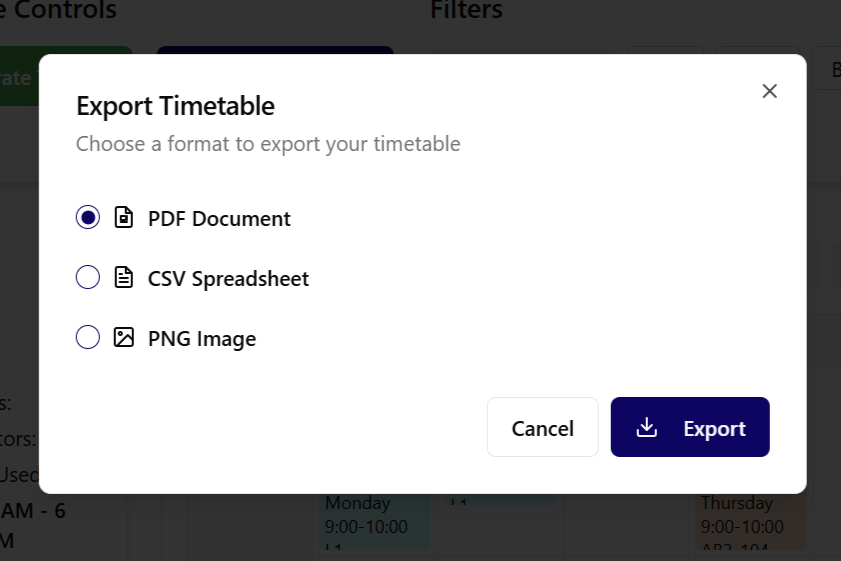 e Controls
Filters
rate
B
Export Timetable
Choose a format to export your timetable
PDF Document
CSV Spreadsheet
PNG Image
Cancel
Export
s:
tors:
Used
AM - 6
M
Monday
9:00-10:00
L1
L1
Thursday
9:00-10:00
AB2-104